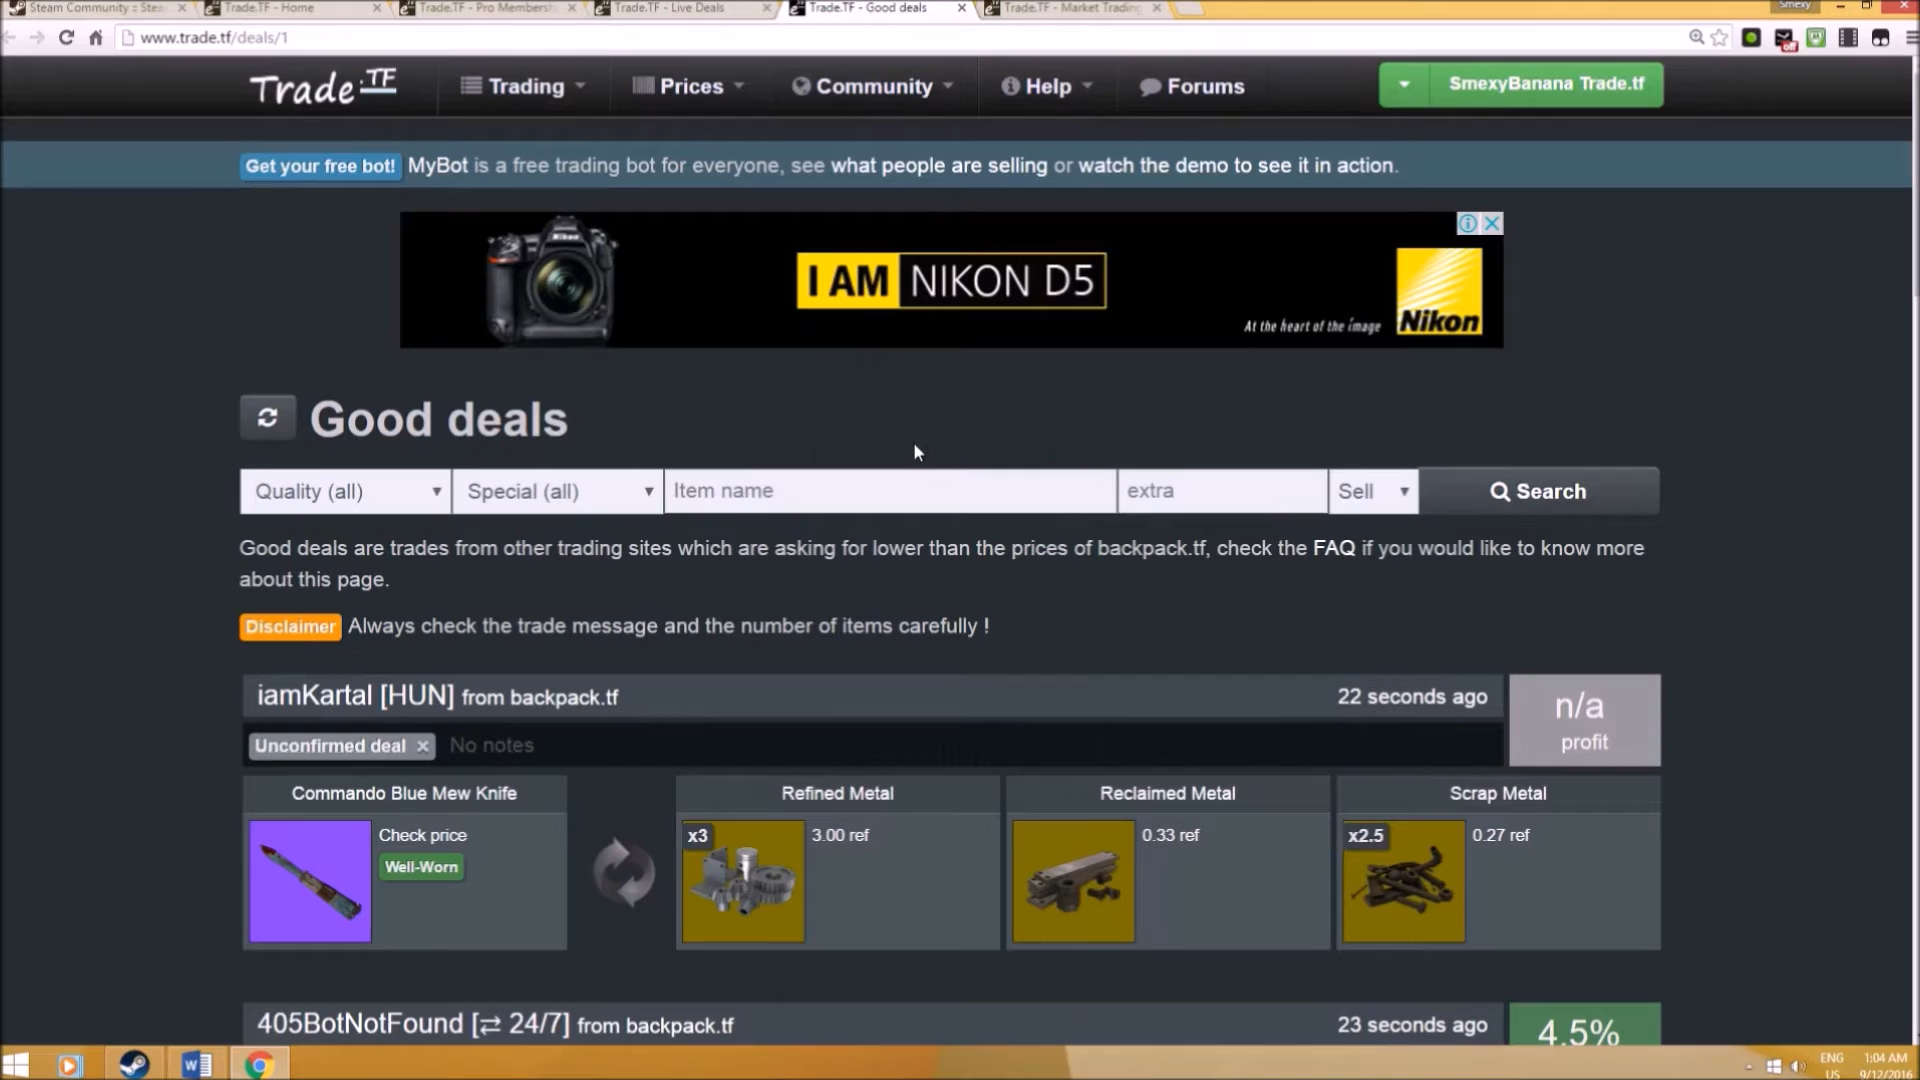 Steam Community :: Stea
Trade.TF - Home
Trade.TF - Pro Membersh
Trade.TF - Live Deals
Trade.TF - Good deals
Trade.TF - Market Trading
Smexy
www.trade.tf/deals/1
off
Trade.TF
Trading
Prices
Community
Help
Forums
SmexyBanana Trade.tf
Get your free bot! MyBot is a free trading bot for everyone, see what people are selling or watch the demo to see it in action.
I AM NIKON D5
At the heart of the image
Nikon
Good deals
Quality (all)
Special (all)
Item name
extra
Sell
Search
Good deals are trades from other trading sites which are asking for lower than the prices of backpack.tf, check the FAQ if you would like to know more
about this page.
Disclaimer Always check the trade message and the number of items carefully !
iamKartal [HUN] from backpack.tf
22 seconds ago
n/a
profit
Unconfirmed deal × No notes
Commando Blue Mew Knife
Check price
Well-Worn
Refined Metal
x3
3.00 ref
Reclaimed Metal
0.33 ref
Scrap Metal
x2.5
0.27 ref
405BotNotFound [⇄ 24/7] from backpack.tf
23 seconds ago
4.5%
ENG
US
1:04 AM
9/12/2016